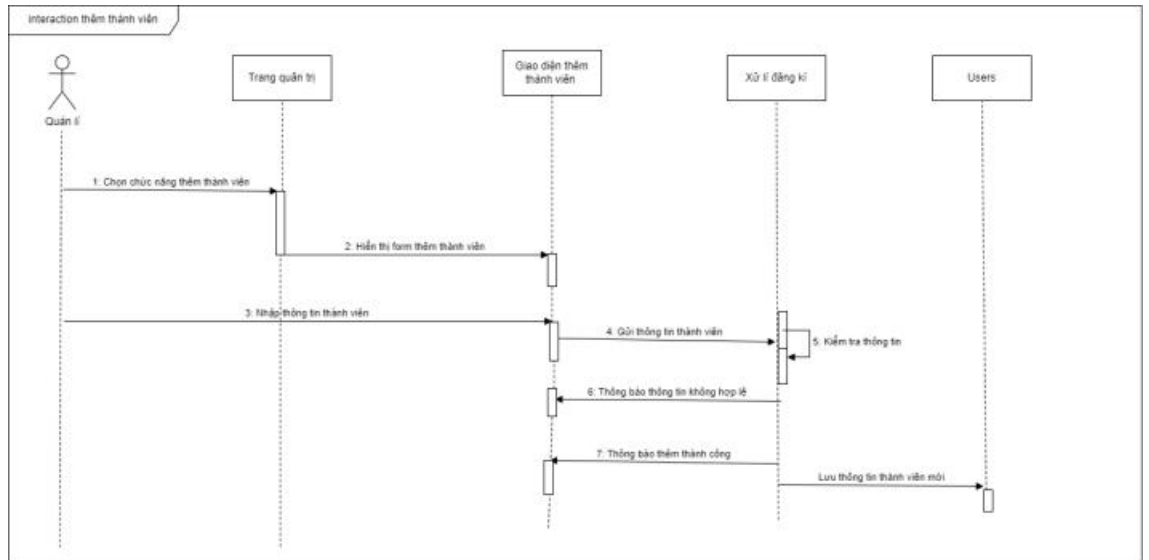 interaction thêm thành viên
Quản lí
Trang quản trị
Giao diện thêm
thành viên
Xử lí đăng kí
Users
1: Chọn chức năng thêm thành viên
2: Hiển thị form thêm thành viên
3: Nhập thông tin thành viên
4: Gửi thông tin thành viên
5: Kiểm tra thông tin
6: Thông báo thông tin không hợp lệ
7: Thông báo thêm thành công
Lưu thông tin thành viên mới